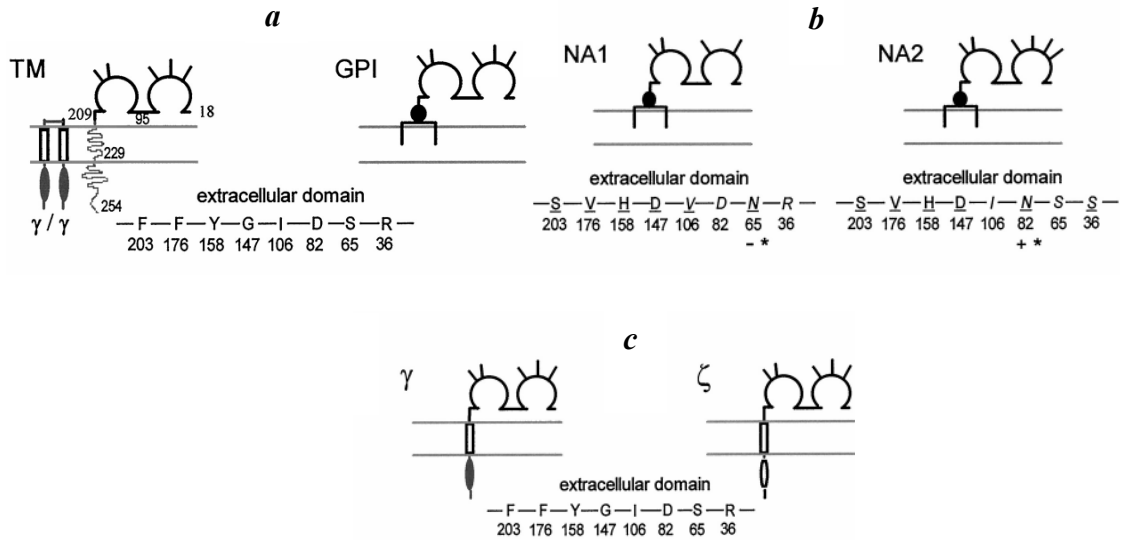 a
TM
GPI
209
95
18
229
254
γ / γ
extracellular domain
— F — F — Y — G — I — D — S — R —
203 176 158 147 106 82 65 36
b
NA1
NA2
extracellular domain
— S — V — H — D — V — D — N — R —
203 176 158 147 106 82 65 36
– *
extracellular domain
— S — V — H — D — I — N — S — S —
203 176 158 147 106 82 65 36
+ *
c
γ
ζ
extracellular domain
— F — F — Y — G — I — D — S — R —
203 176 158 147 106 82 65 36